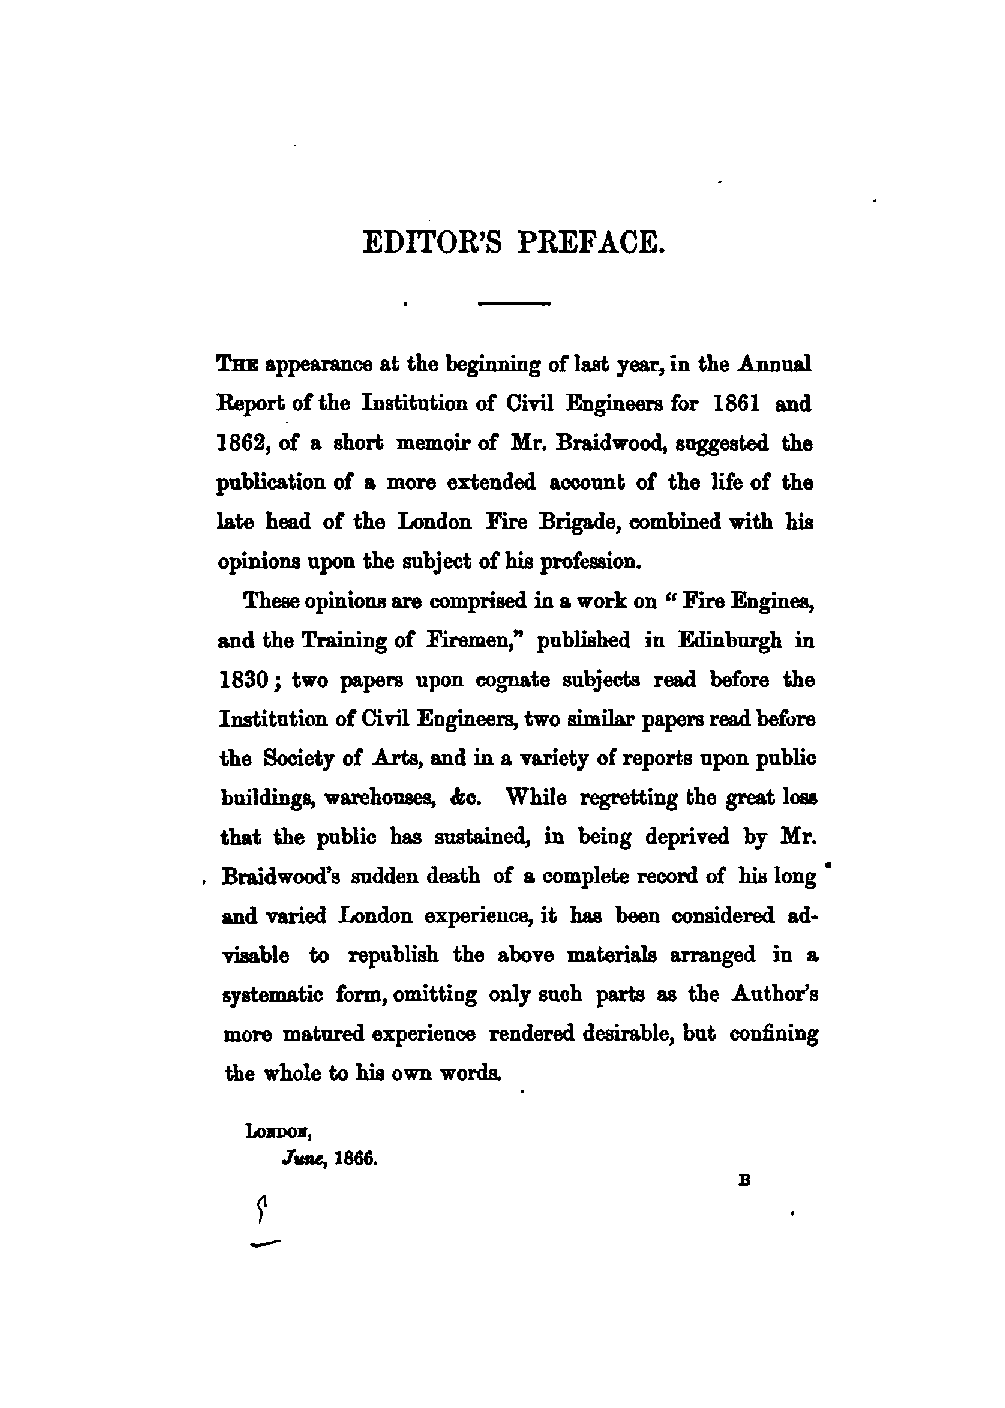 EDITOR'S PREFACE.
THE appearance at the beginning of last year, in the Annual
Report of the Institution of Civil Engineers for 1861 and
1862, of a short memoir of Mr. Braidwood, suggested the
publication of a more extended account of the life of the
late head of the London Fire Brigade, combined with his
opinions upon the subject of his profession.
These opinions are comprised in a work on “ Fire Engines,
and the Training of Firemen,” published in Edinburgh in
1830; two papers upon cognate subjects read before the
Institution of Civil Engineers, two similar papers read before
the Society of Arts, and in a variety of reports upon public
buildings, warehouses, &c. While regretting the great loss
that the public has sustained, in being deprived by Mr.
Braidwood's sudden death of a complete record of his long
and varied London experience, it has been considered ad-
visable to republish the above materials arranged in a
systematic form, omitting only such parts as the Author's
more matured experience rendered desirable, but confining
the whole to his own words.
LONDON,
June, 1866.
B